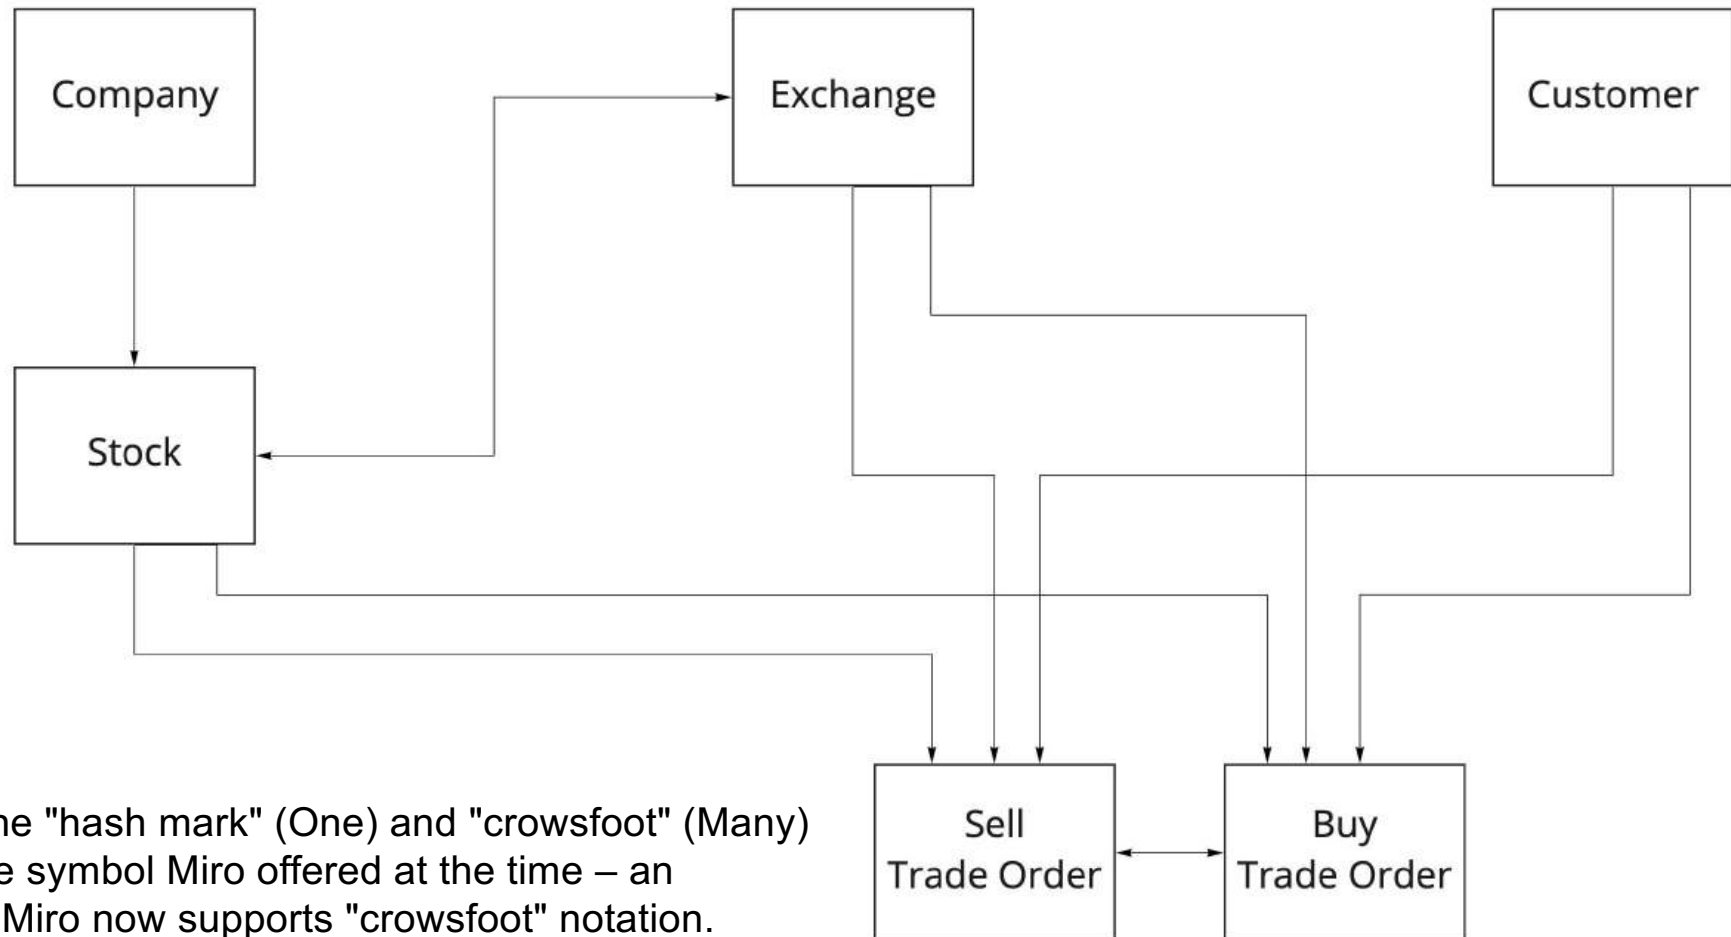 Company
Exchange
Customer
Stock
Sell
Trade Order
Buy
Trade Order
"hash mark" (One) and "crowsfoot" (Many)
symbol Miro offered at the time – an
Miro now supports "crowsfoot" notation.